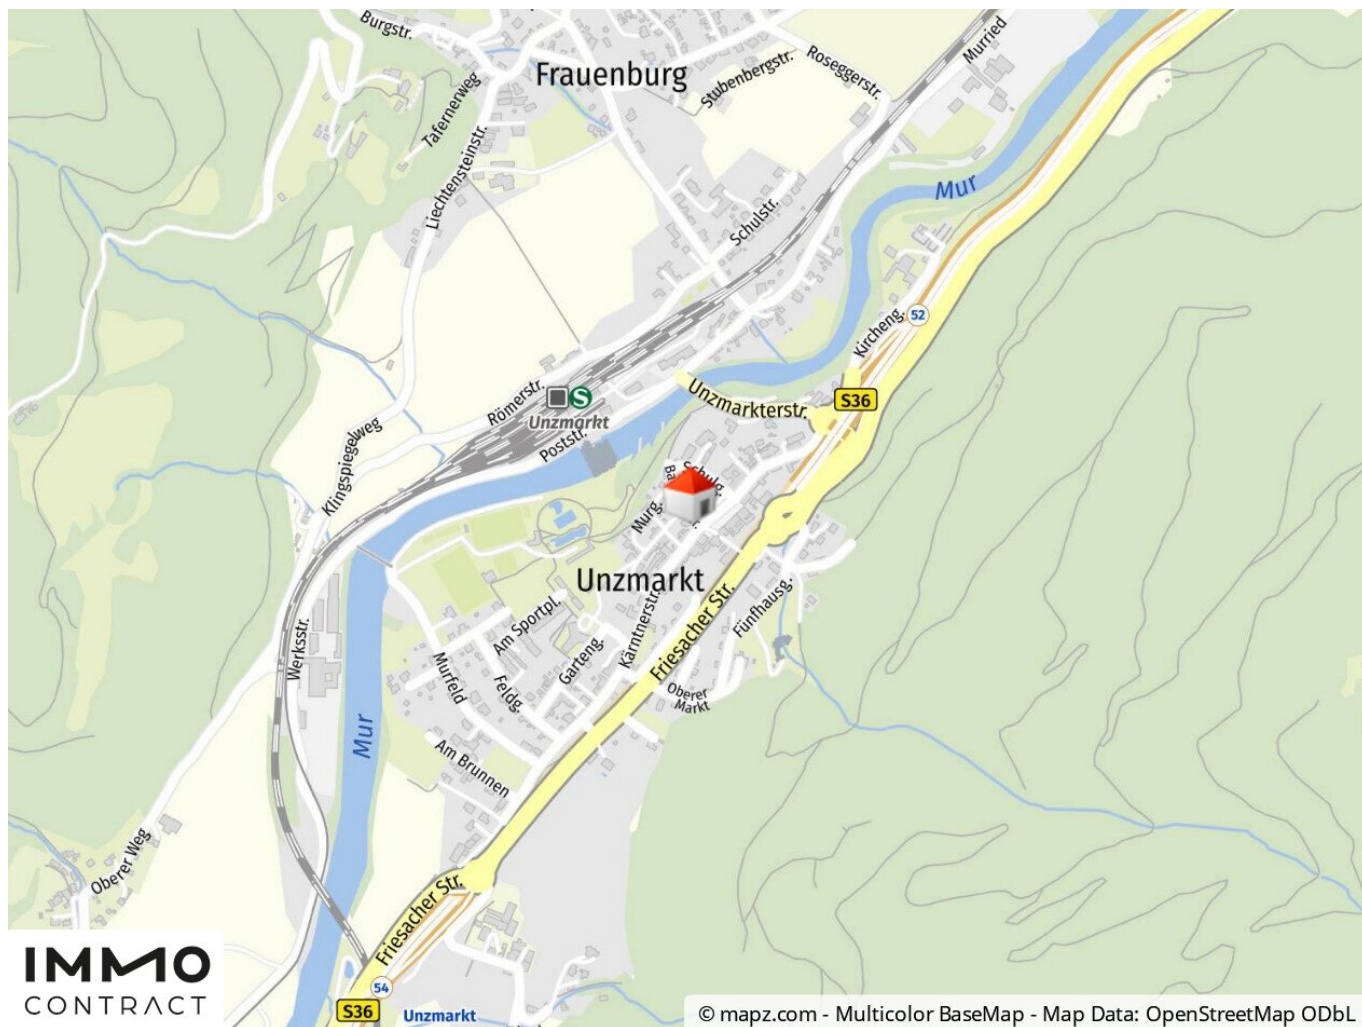 Burgstr.
Frauenburg
Murried
Roseggerstr.
Stubenbergstr.
Tafernerweg
Liechtensteinstr.
Mur
Schulstr.
52
Kircheng.
Römerstr.
S
Unzmarkt
Unzmarkterstr.
S36
Poststr.
Klingspiegelweg
Schulg.
Murg.
Unzmarkt
Am Sportpl.
Garteng.
Kärntnerstr.
Friesacher Str.
Fünfhausg.
Werksstr.
Murfeld
Feldg.
Oberer
Markt
Mur
Am Brunnen
Oberer Weg
Friesacher Str.
54
S36
Unzmarkt
IMMO
CONTRACT
© mapz.com - Multicolor BaseMap - Map Data: OpenStreetMap ODbL